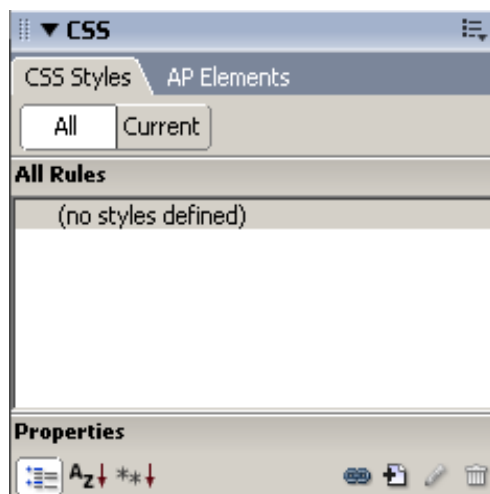 CSS
CSS Styles AP Elements
All Current
All Rules
(no styles defined)
Properties
AZ **